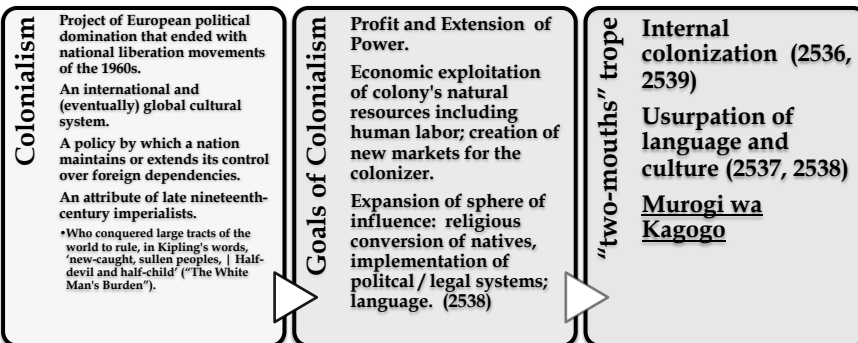 Colonialism
Project of European political
domination that ended with
national liberation movements
of the 1960s.
An international and
(eventually) global cultural
system.
A policy by which a nation
maintains or extends its control
over foreign dependencies.
An attribute of late nineteenth-
century imperialists.
•Who conquered large tracts of the
world to rule, in Kipling's words,
'new-caught, sullen peoples, | Half-
devil and half-child' ("The White
Man's Burden").
Goals of Colonialism
Profit and Extension of
Power.
Economic exploitation
of colony's natural
resources including
human labor; creation of
new markets for the
colonizer.
Expansion of sphere of
influence: religious
conversion of natives,
implementation of
politcal / legal systems;
language. (2538)
"two-mouths" trope
Internal
colonization (2536,
2539)
Usurpation of
language and
culture (2537, 2538)
Murogi wa
Kagogo